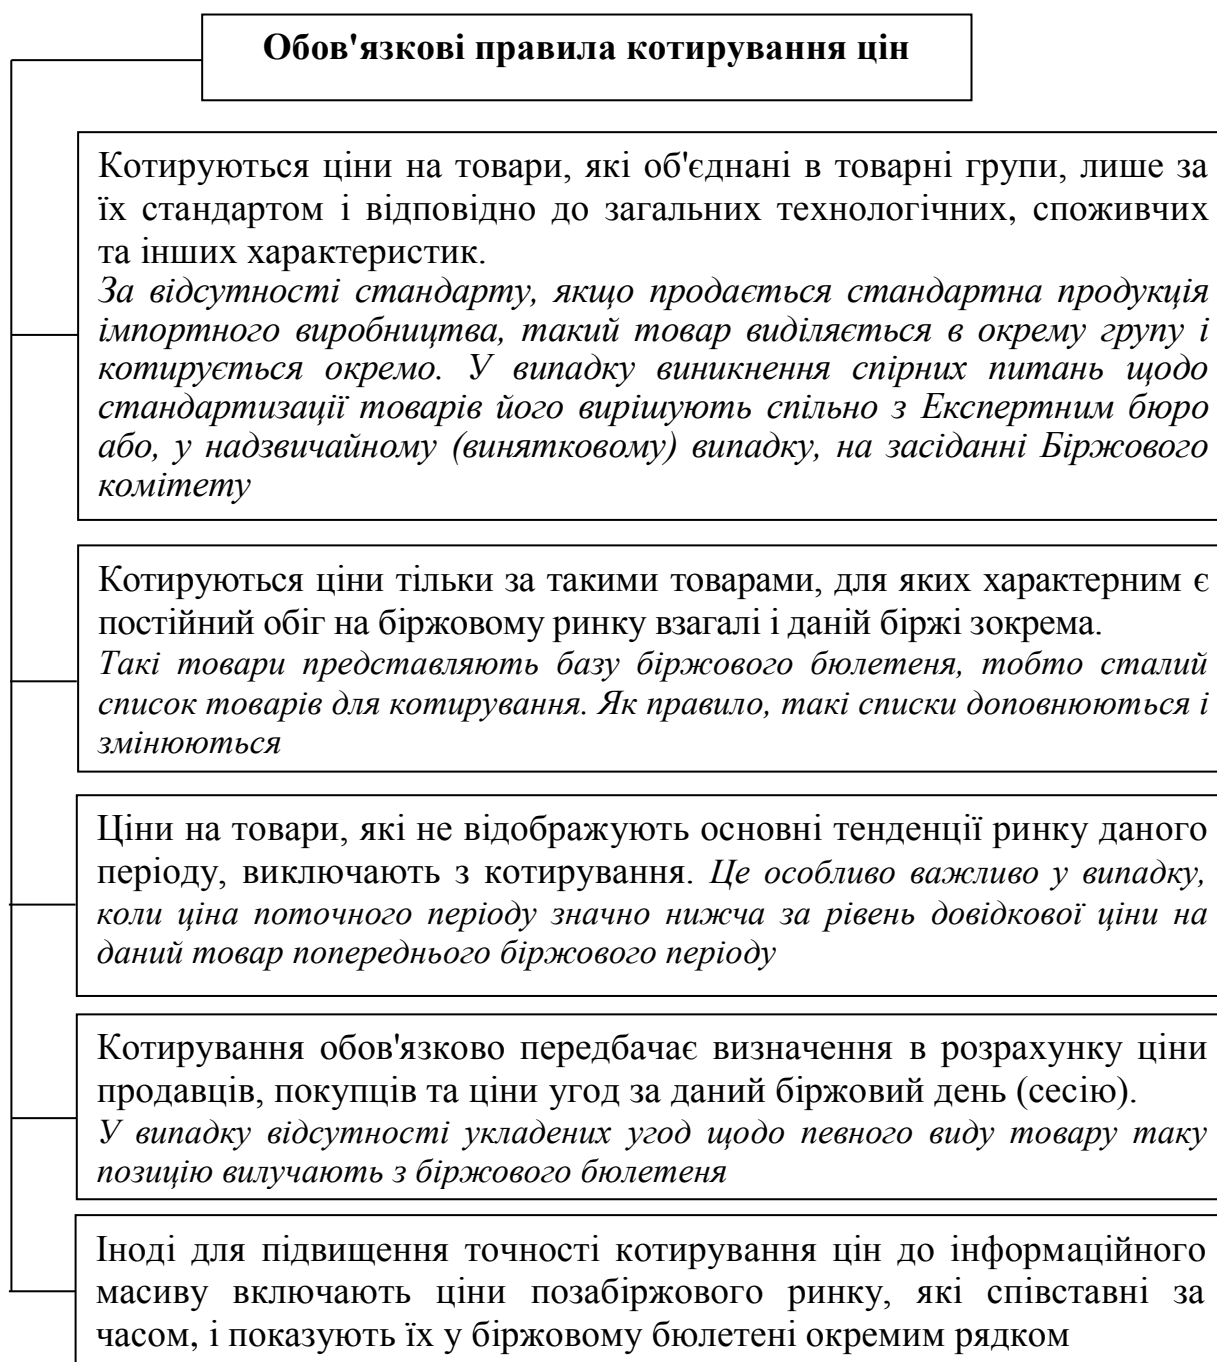 Обов'язкові правила котирування цін
Котируються ціни на товари, які об'єднані в товарні групи, лише за
їх стандартом і відповідно до загальних технологічних, споживчих
та інших характеристик.
За відсутності стандарту, якщо продається стандартна продукція
імпортного виробництва, такий товар виділяється в окрему групу і
котирується окремо. У випадку виникнення спірних питань щодо
стандартизації товарів його вирішують спільно з Експертним бюро
або, у надзвичайному (винятковому) випадку, на засіданні Біржового
комітету
Котируються ціни тільки за такими товарами, для яких характерним є
постійний обіг на біржовому ринку взагалі і даній біржі зокрема.
Такі товари представляють базу біржового бюлетеня, тобто сталий
список товарів для котирування. Як правило, такі списки доповнюються і
змінюються
Ціни на товари, які не відображують основні тенденції ринку даного
періоду, виключають з котирування. Це особливо важливо у випадку,
коли ціна поточного періоду значно нижча за рівень довідкової ціни на
даний товар попереднього біржового періоду
Котирування обов'язково передбачає визначення в розрахунку ціни
продавців, покупців та ціни угод за даний біржовий день (сесію).
У випадку відсутності укладених угод щодо певного виду товару таку
позицію вилучають з біржового бюлетеня
Іноді для підвищення точності котирування цін до інформаційного
масиву включають ціни позабіржового ринку, які співставні за
часом, і показують їх у біржовому бюлетені окремим рядком